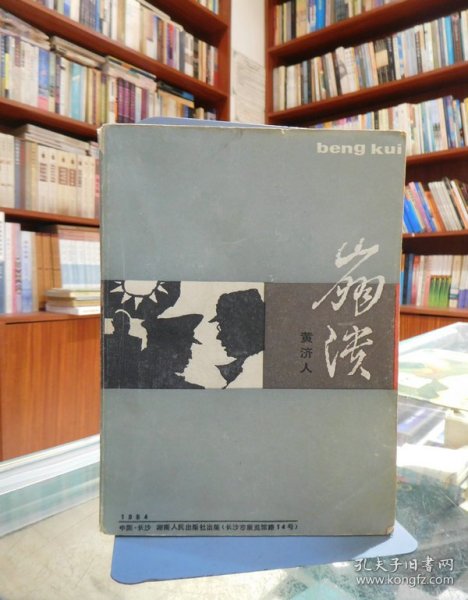 beng kui
崩溃
黄济人
1984
中国·长沙 湖南人民出版社出版(长沙市展览馆路14号)
孔夫子旧书网
www.kongfz.com